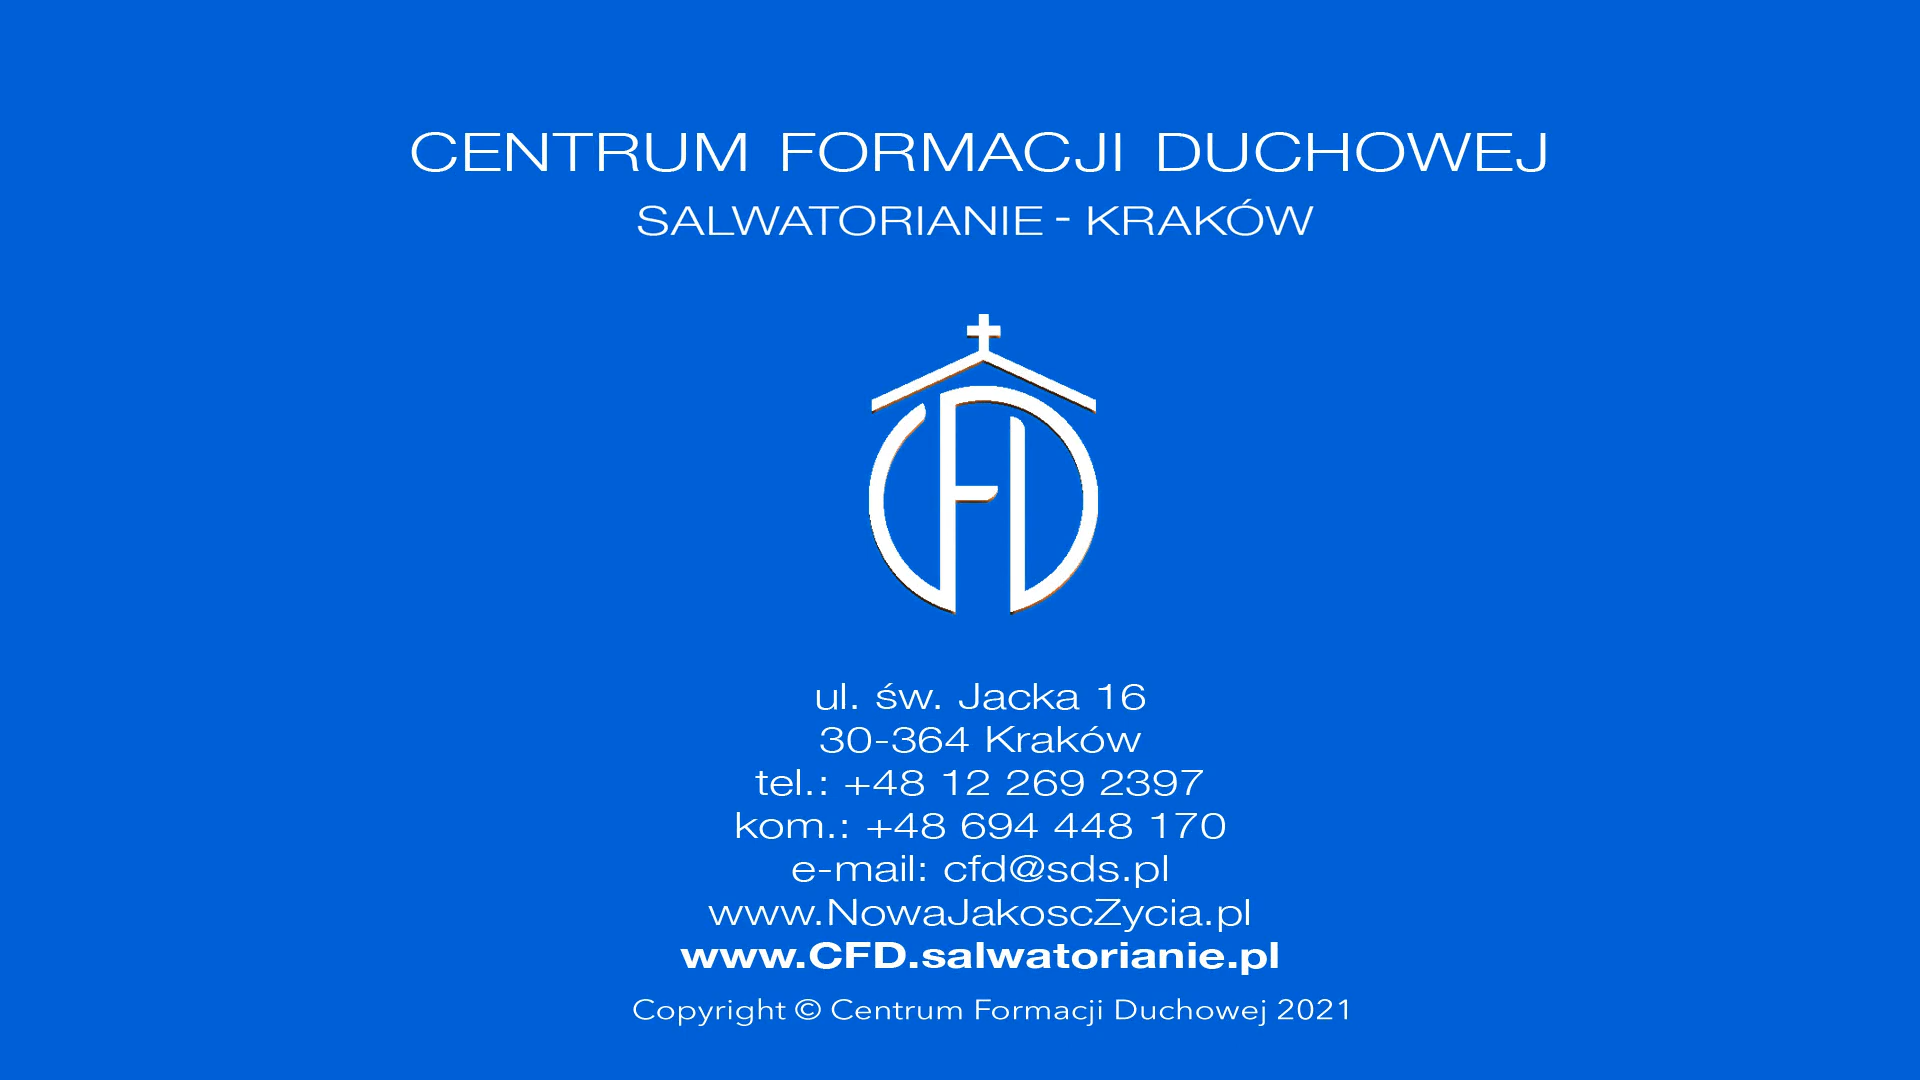 CENTRUM FORMACJI DUCHOWEJ
SALWATORIANIE - KRAKÓW
CFD
ul. św. Jacka 16
30-364 Kraków
tel.: +48 12 269 2397
kom.: +48 694 448 170
e-mail: cfd@sds.pl
www.NowaJakoscZycia.pl
www.CFD.salwatorianie.pl
Copyright © Centrum Formacji Duchowej 2021